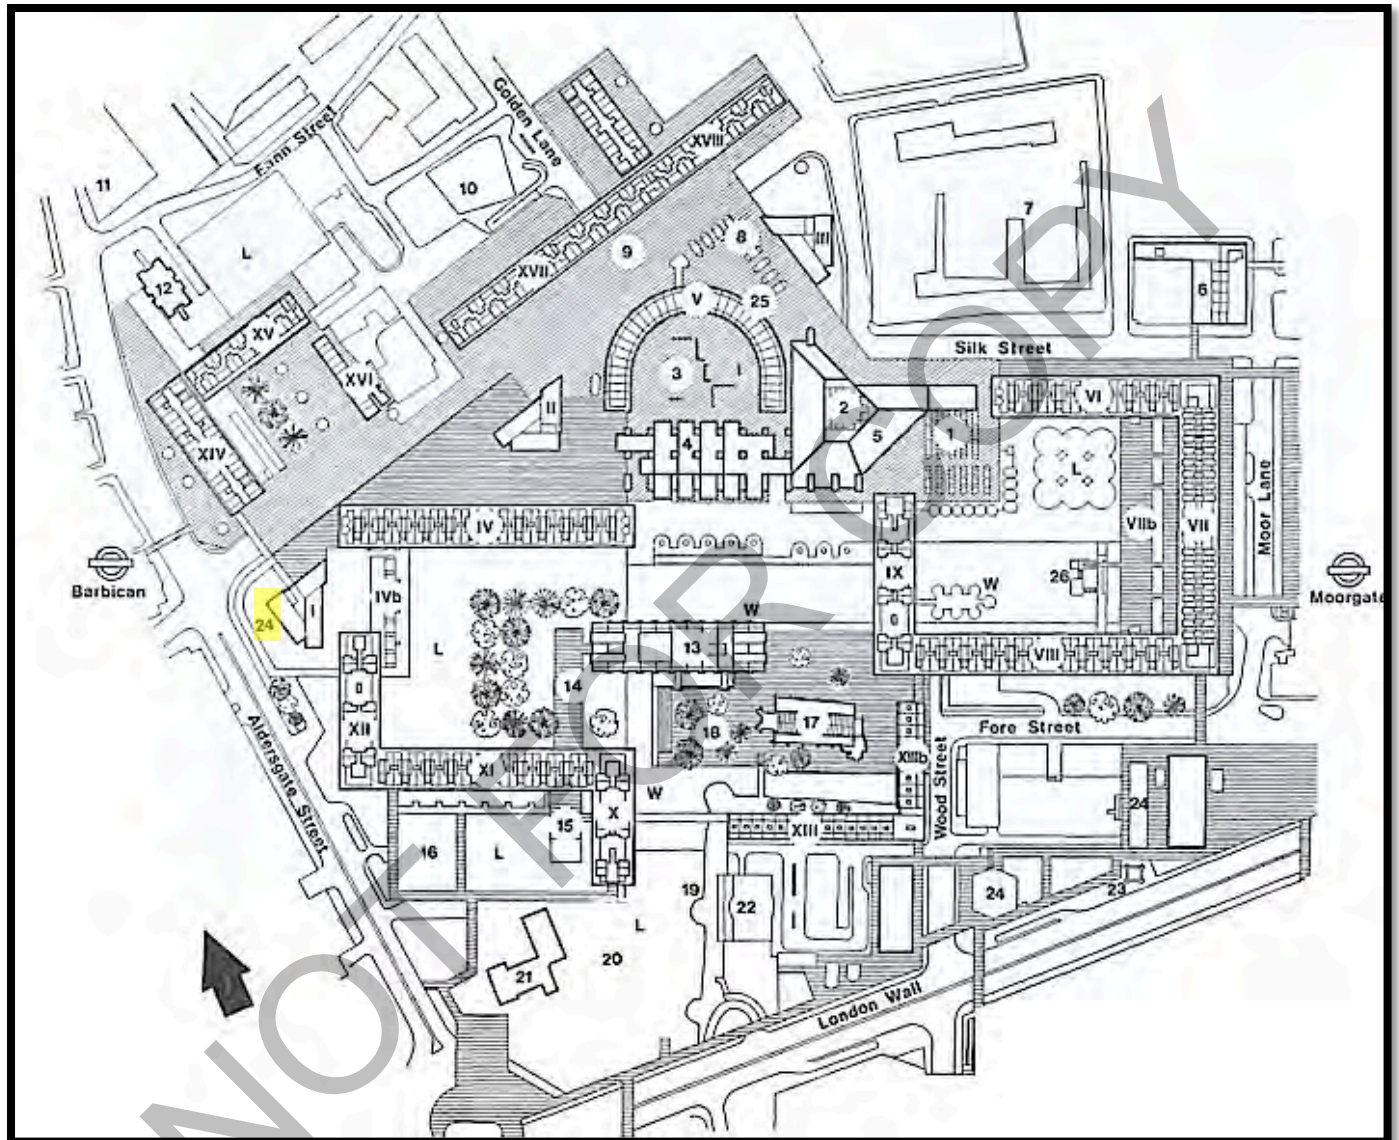 Golden Lane
Fann Street
XVIII
11
10
7
L
8
III
9
12
XVII
6
V
25
XV
Silk Street
3
L
L
I
XVI
VI
II
2
1
5
4
XIV
L
Moor Lane
IV
VIIb
VII
Barbican
IX
26
W
Moorgate
IVb
I
24
W
L
13
VIII
14
XII
18
17
Fore Street
XI
XIIIb
Wood Street
Aldersgate Street
W
24
X
15
XIII
16
L
19
22
24
23
L
20
21
London Wall
NOT FOR COPY